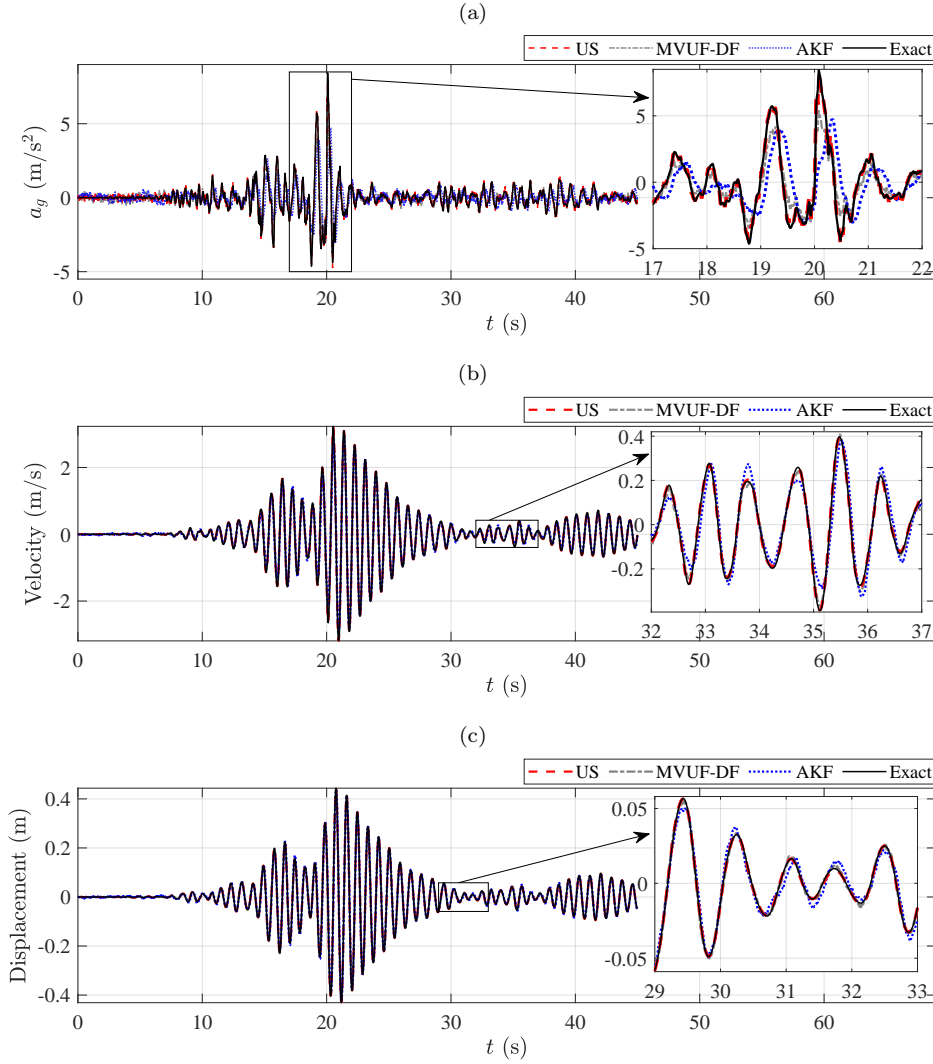 (a)
US MVUF-DF AKF Exact
5
0
-5
a_g (m/s²)
0 10 20 30 40 50 60
t (s)
5
0
-5
17 18 19 20 21 22
(b)
US MVUF-DF AKF Exact
2
0
-2
Velocity (m/s)
0 10 20 30 40 50 60
t (s)
0.4
0.2
0
-0.2
32 33 34 35 36 37
(c)
US MVUF-DF AKF Exact
0.4
0.2
0
-0.2
-0.4
Displacement (m)
0 10 20 30 40 50 60
t (s)
0.05
0
-0.05
29 30 31 32 33